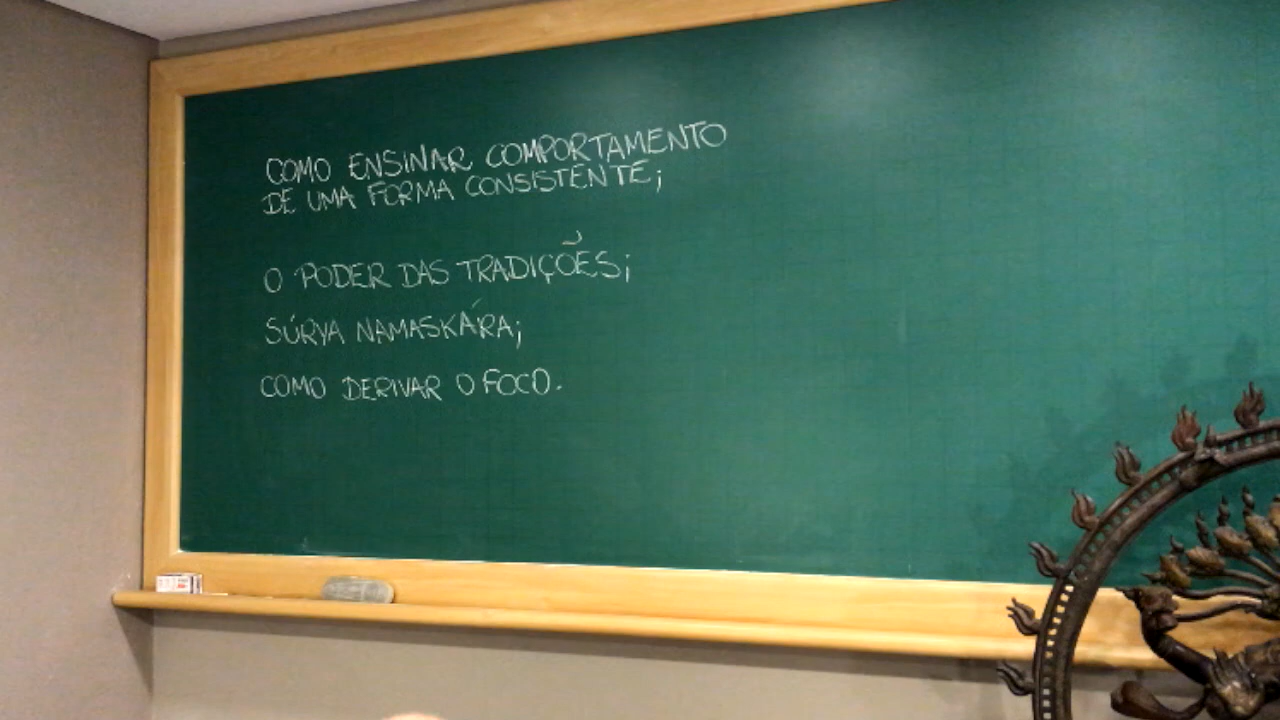 COMO ENSINAR COMPORTAMENTO
DE UMA FORMA CONSISTENTE;
O PODER DAS TRADIÇÕES;
SÚRYA NAMASKÁRA;
COMO DERIVAR O FOCO.